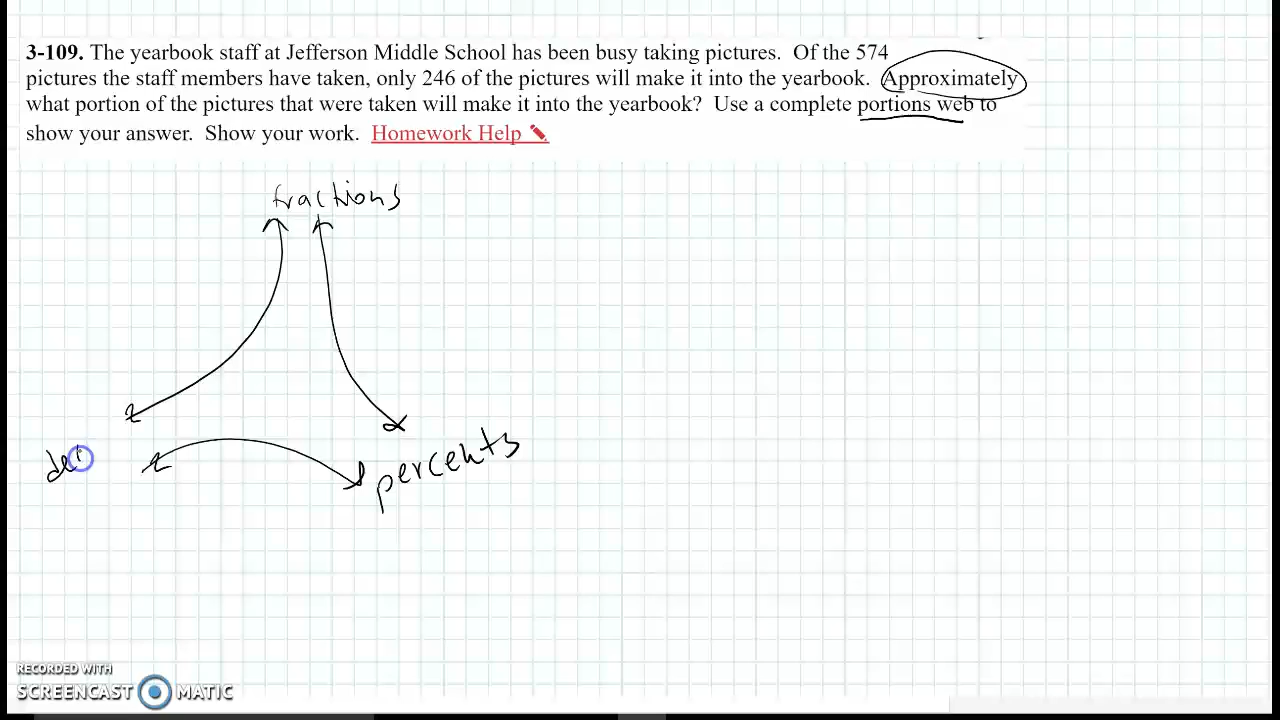 3-109. The yearbook staff at Jefferson Middle School has been busy taking pictures. Of the 574
pictures the staff members have taken, only 246 of the pictures will make it into the yearbook. Approximately
what portion of the pictures that were taken will make it into the yearbook? Use a complete portions web to
show your answer. Show your work. Homework Help
fractions
percents
RECORDED WITH
SCREENCAST MATIC